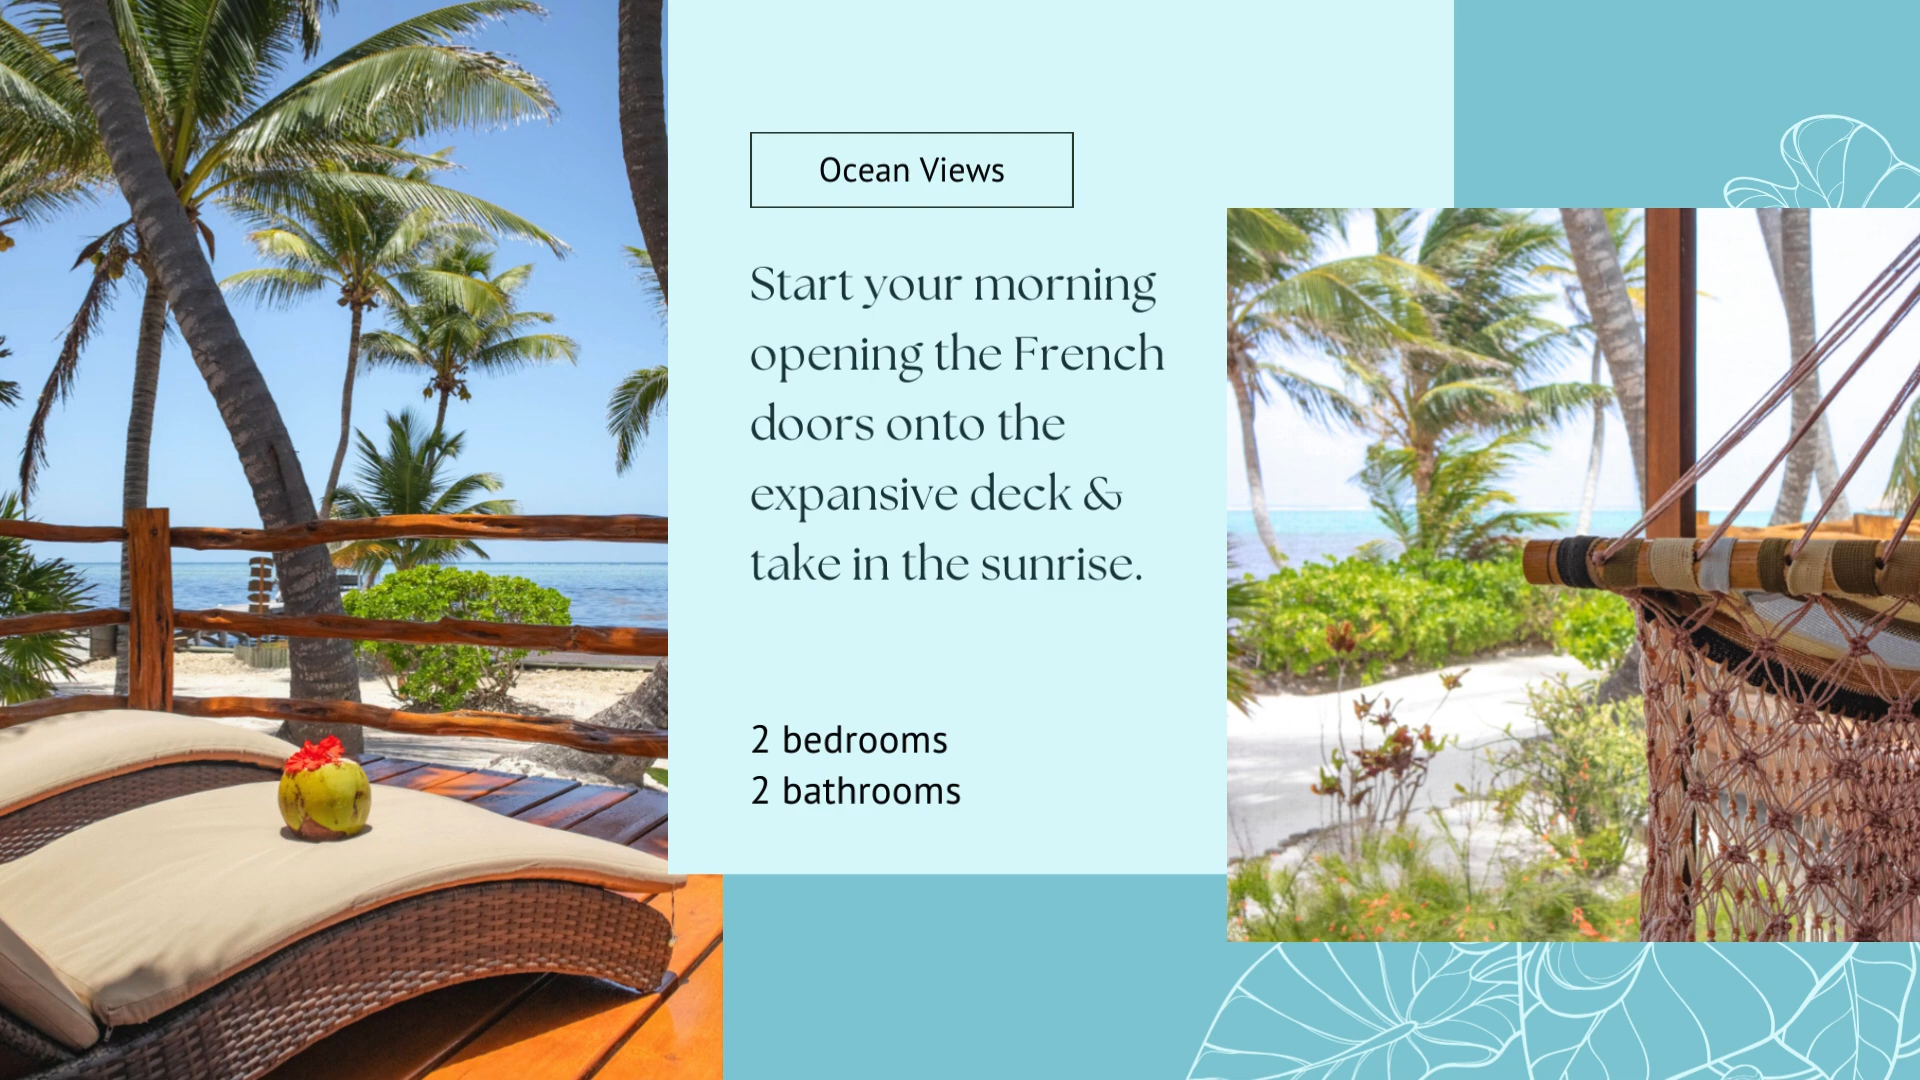 Ocean Views
Start your morning
opening the French
doors onto the
expansive deck &
take in the sunrise.
2 bedrooms
2 bathrooms